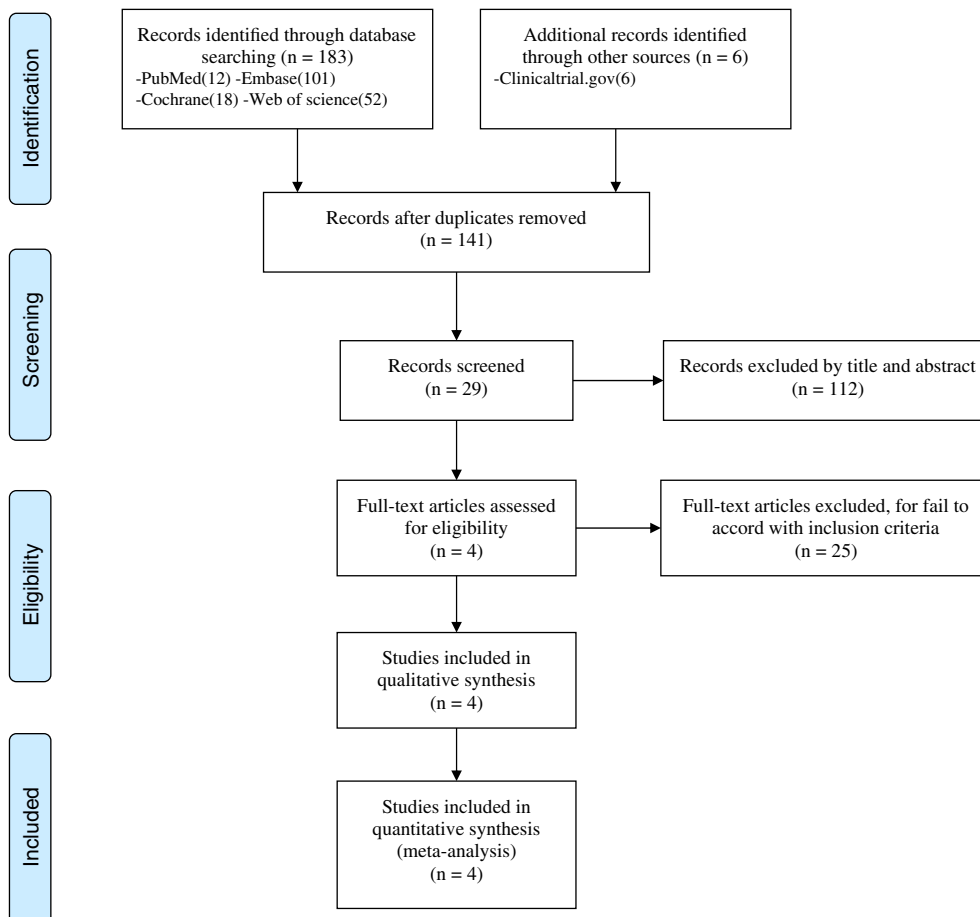 Identification
Records identified through database
searching (n = 183)
-PubMed(12) -Embase(101)
-Cochrane(18) -Web of science(52)
Additional records identified
through other sources (n = 6)
-Clinicaltrial.gov(6)
Records after duplicates removed
(n = 141)
Screening
Records screened
(n = 29)
Records excluded by title and abstract
(n = 112)
Eligibility
Full-text articles assessed
for eligibility
(n = 4)
Full-text articles excluded, for fail to
accord with inclusion criteria
(n = 25)
Studies included in
qualitative synthesis
(n = 4)
Included
Studies included in
quantitative synthesis
(meta-analysis)
(n = 4)